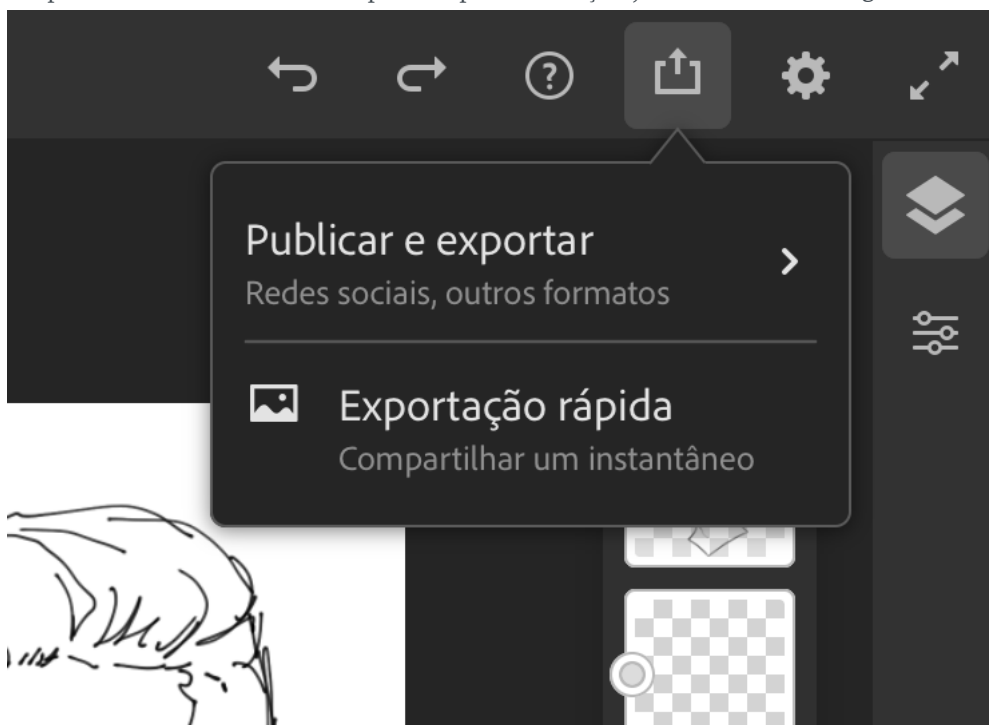 ?
Publicar e exportar
Redes sociais, outros formatos
Exportação rápida
Compartilhar um instantâneo